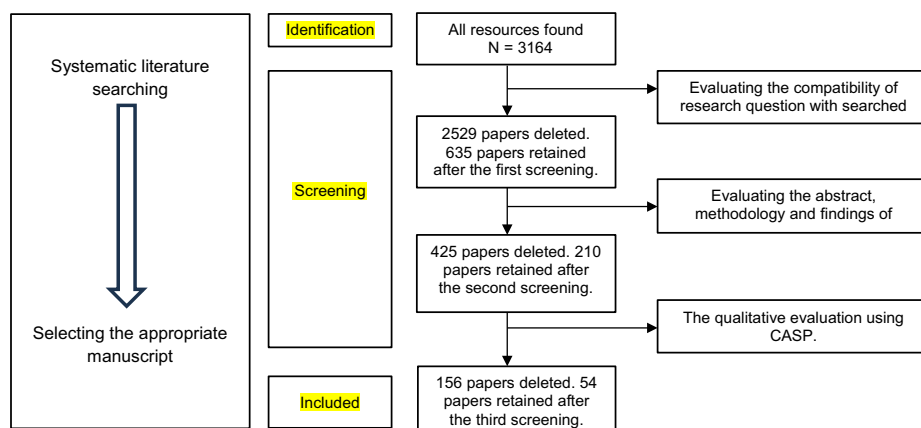 Systematic literature
searching
Selecting the appropriate
manuscript
Identification
Screening
Included
All resources found
N = 3164
Evaluating the compatibility of
research question with searched
2529 papers deleted.
635 papers retained
after the first screening.
Evaluating the abstract,
methodology and findings of
425 papers deleted. 210
papers retained after
the second screening.
The qualitative evaluation using
CASP.
156 papers deleted. 54
papers retained after
the third screening.